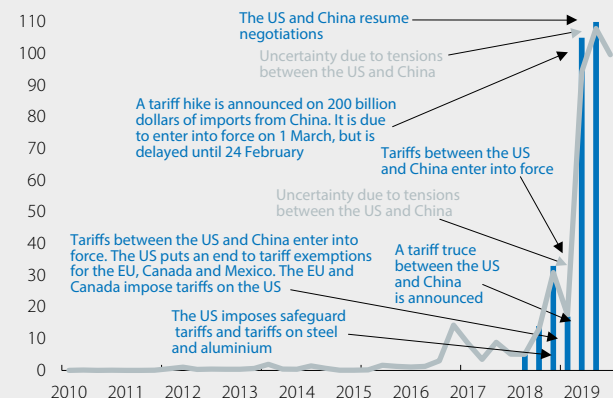 110
100
90
80
70
60
50
40
30
20
10
0
The US and China resume
negotiations
Uncertainty due to tensions
between the US and China
A tariff hike is announced on 200 billion
dollars of imports from China. It is due
to enter into force on 1 March, but is
delayed until 24 February
Tariffs between the US
and China enter into force
Uncertainty due to tensions
between the US and China
Tariffs between the US and China enter into
force. The US puts an end to tariff exemptions
for the EU, Canada and Mexico. The EU and
Canada impose tariffs on the US
A tariff truce
between the US
and China
is announced
The US imposes safeguard
tariffs and tariffs on steel
and aluminium
2010 2011 2012 2013 2014 2015 2016 2017 2018 2019